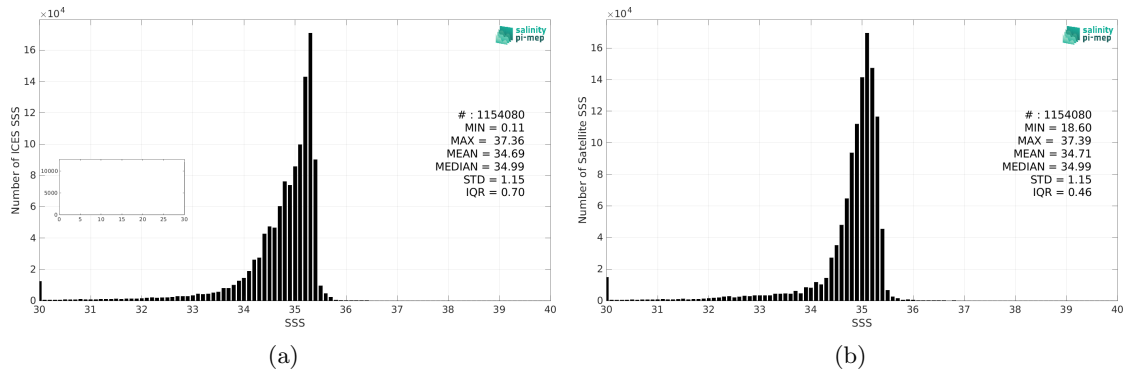 ×10⁴
salinity
pi-mep
16
14
12
10
8
6
4
2
0
Number of ICES SSS
# : 1154080
MIN = 0.11
MAX = 37.36
MEAN = 34.69
MEDIAN = 34.99
STD = 1.15
IQR = 0.70
10000
5000
0
0 5 10 15 20 25 30
30 31 32 33 34 35 36 37 38 39 40
SSS
(a)
×10⁴
salinity
pi-mep
16
14
12
10
8
6
4
2
0
Number of Satellite SSS
# : 1154080
MIN = 18.60
MAX = 37.39
MEAN = 34.71
MEDIAN = 34.99
STD = 1.15
IQR = 0.46
30 31 32 33 34 35 36 37 38 39 40
SSS
(b)